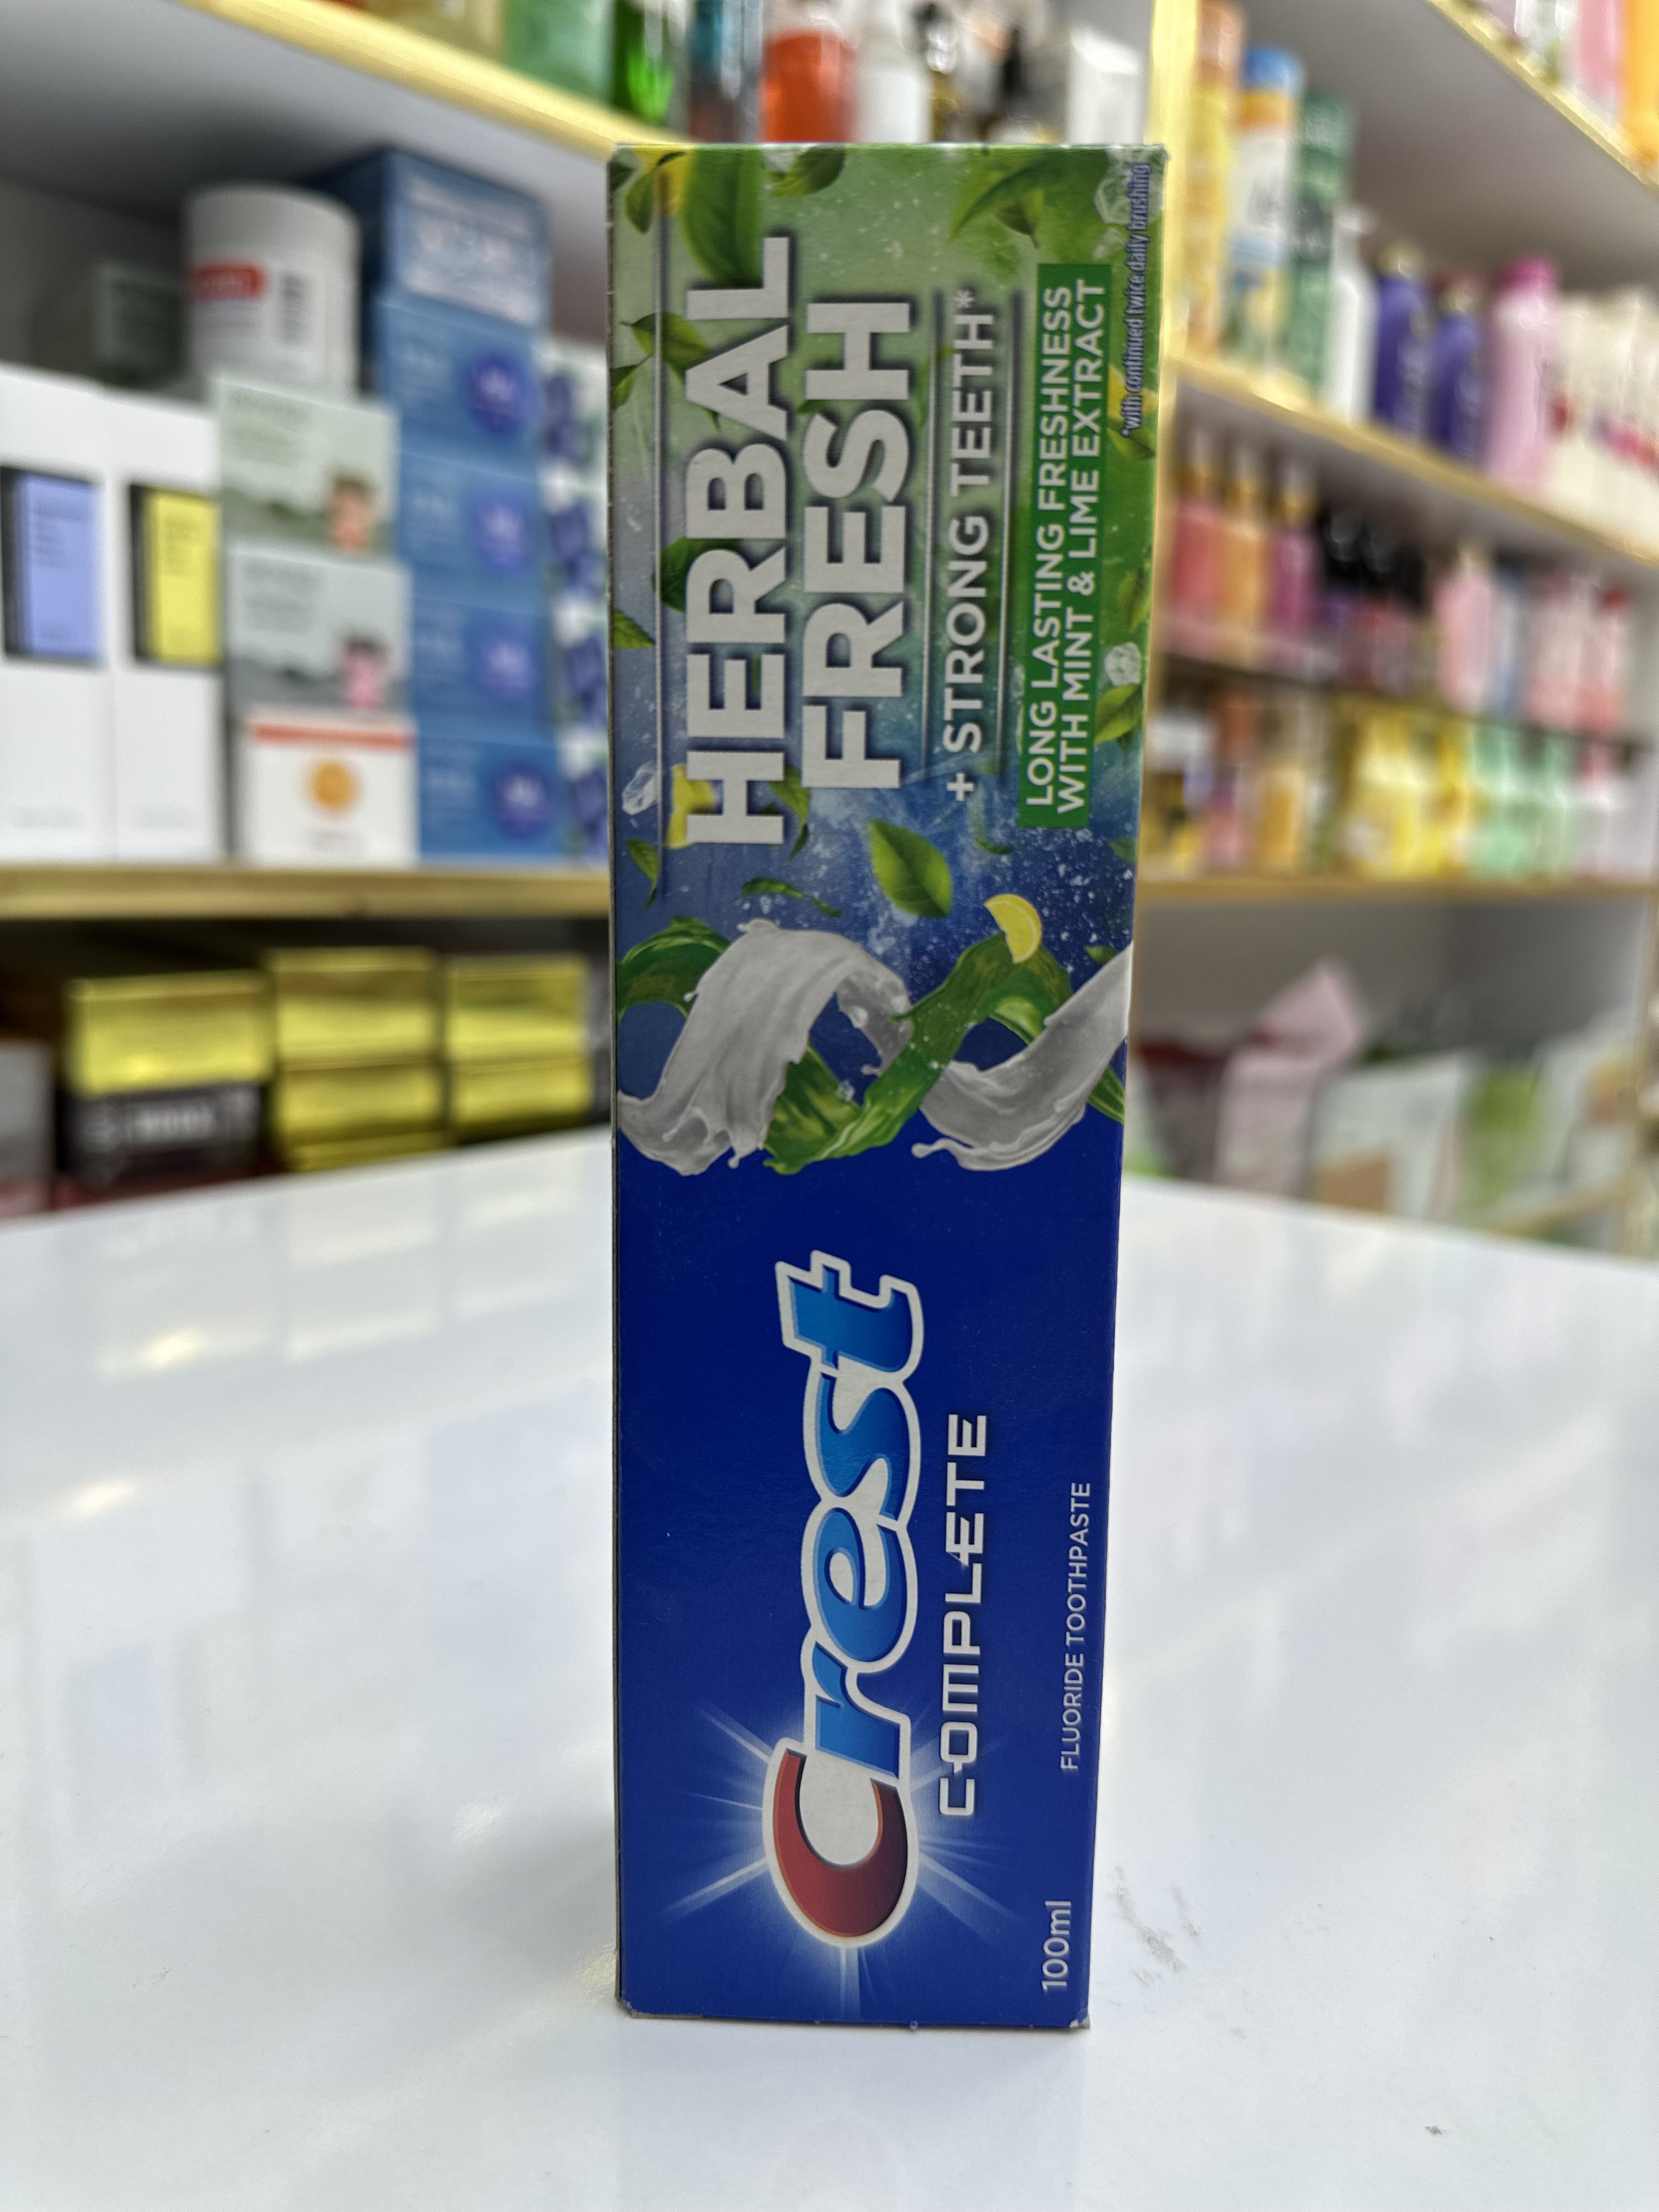 Crest
COMPLETE
FLUORIDE TOOTHPASTE
100ml
HERBAL
FRESH
+ STRONG TEETH*
LONG LASTING FRESHNESS
WITH MINT & LIME EXTRACT
*with continued twice daily brushing